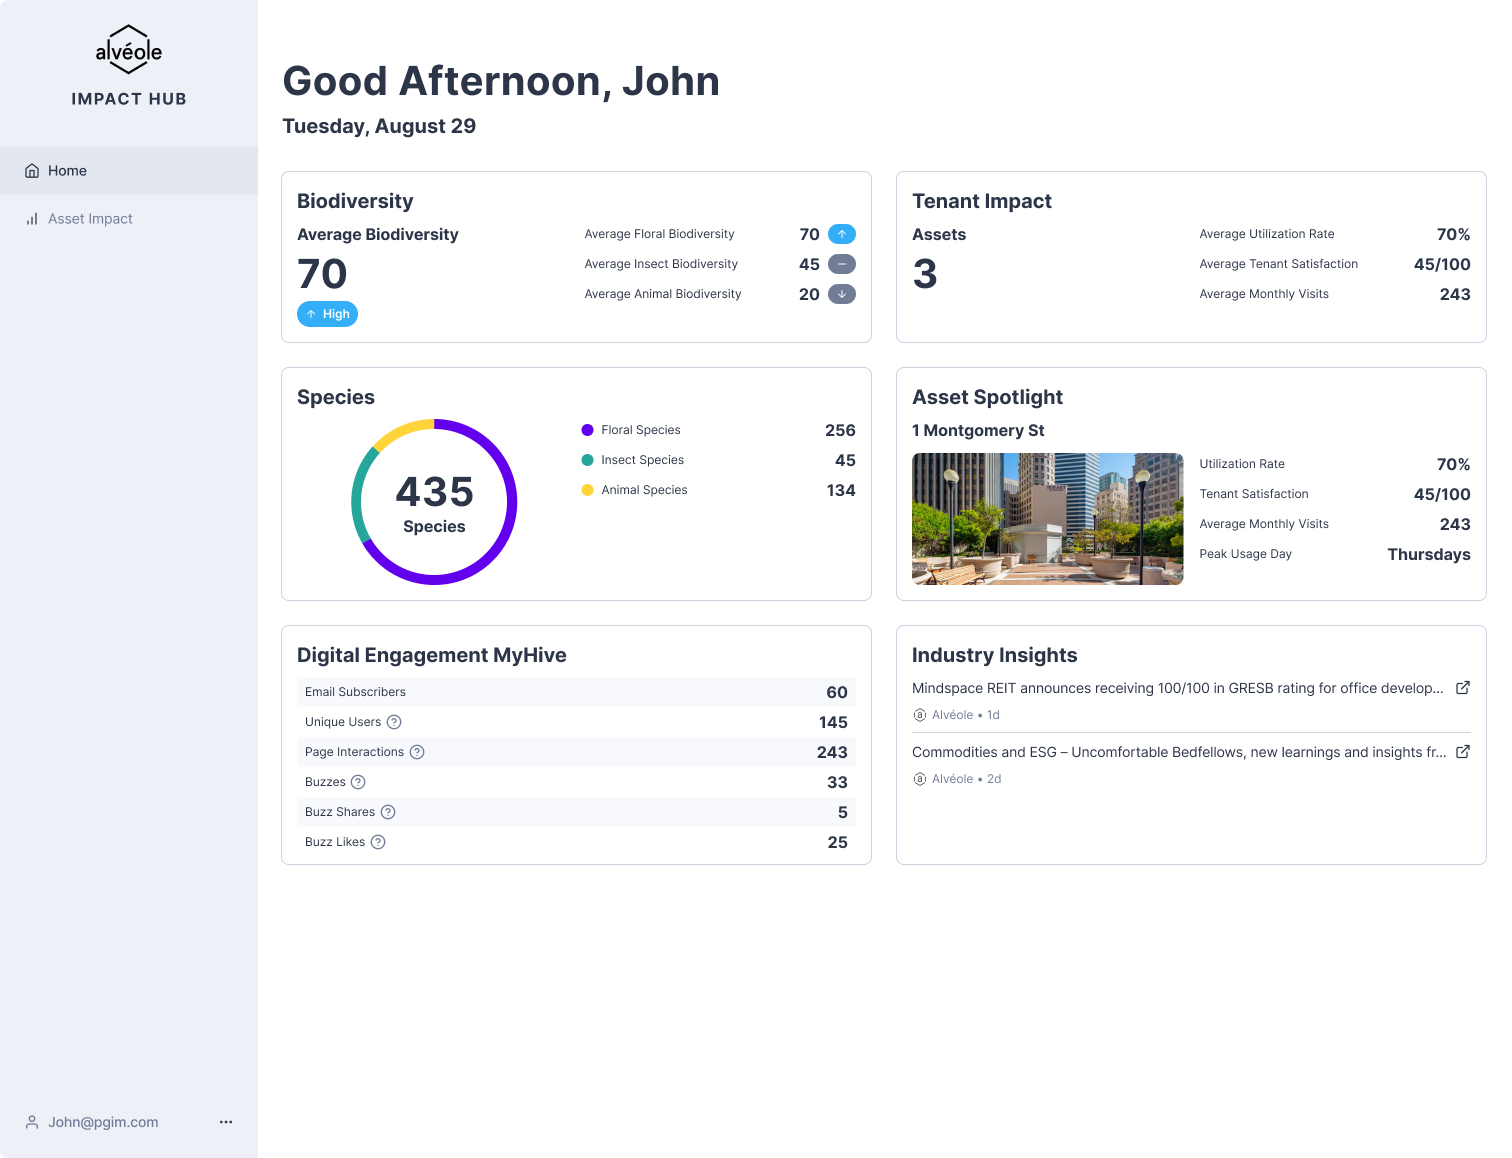 alvéole
IMPACT HUB
Home
Asset Impact
John@pgim.com
Good Afternoon, John
Tuesday, August 29
Biodiversity
Average Biodiversity
70
High
Average Floral Biodiversity 70
Average Insect Biodiversity 45
Average Animal Biodiversity 20
Tenant Impact
Assets
3
Average Utilization Rate 70%
Average Tenant Satisfaction 45/100
Average Monthly Visits 243
Species
435
Species
Floral Species 256
Insect Species 45
Animal Species 134
Asset Spotlight
1 Montgomery St
Utilization Rate 70%
Tenant Satisfaction 45/100
Average Monthly Visits 243
Peak Usage Day Thursdays
Digital Engagement MyHive
Email Subscribers 60
Unique Users 145
Page Interactions 243
Buzzes 33
Buzz Shares 5
Buzz Likes 25
Industry Insights
Mindspace REIT announces receiving 100/100 in GRESB rating for office develop...
Alvéole • 1d
Commodities and ESG – Uncomfortable Bedfellows, new learnings and insights fr...
Alvéole • 2d